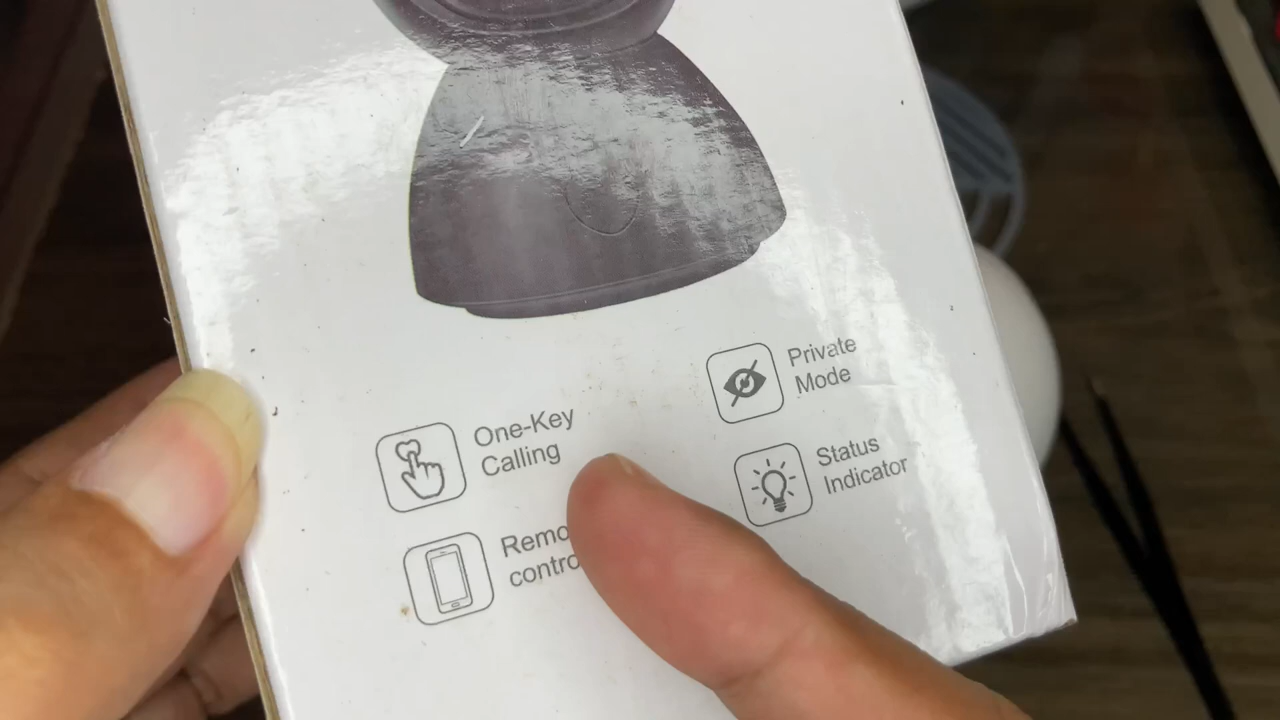 One-Key
Calling
Private
Mode
Status
Indicator